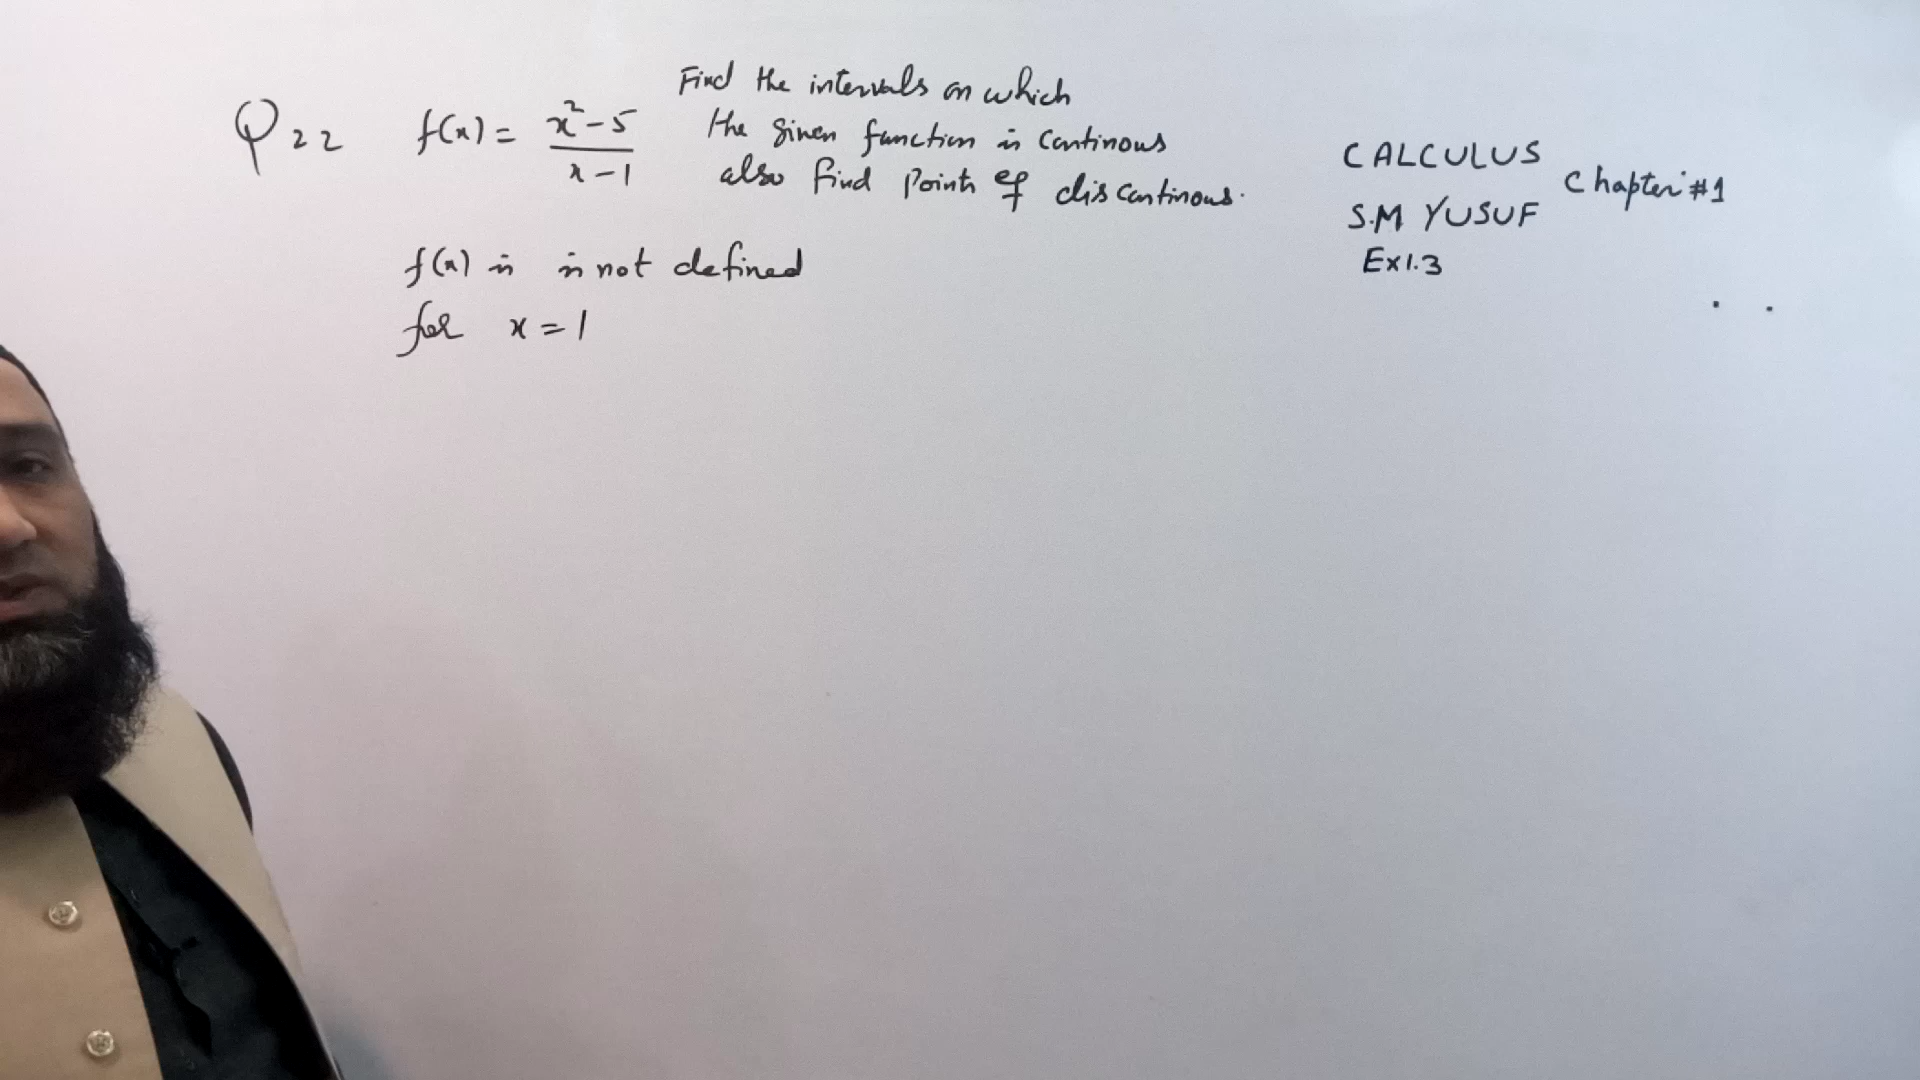 Find the intervals on which
Q22 f(x) = x²-5 / x-1 the given function is continous
also find points of discontinous.
CALCULUS
Chapter #1
S.M YUSUF
Ex1.3
f(x) is is not defined
for x = 1